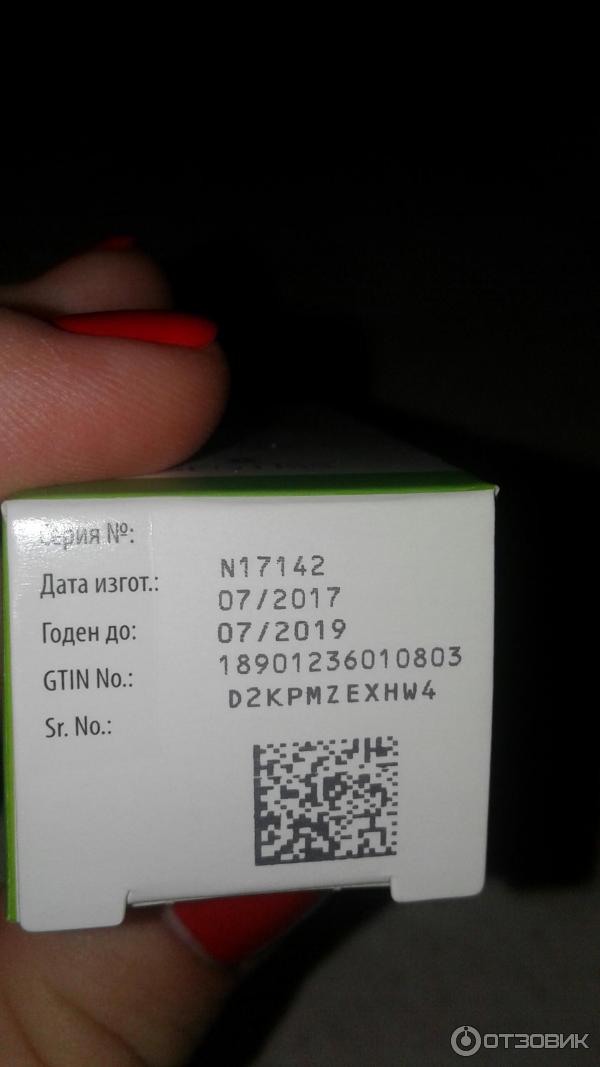 Серия №:
N17142
Дата изгот.:
07/2017
Годен до:
07/2019
GTIN No.:
18901236010803
Sr. No.:
D2KPMZEXHW4
ОТЗОВИК